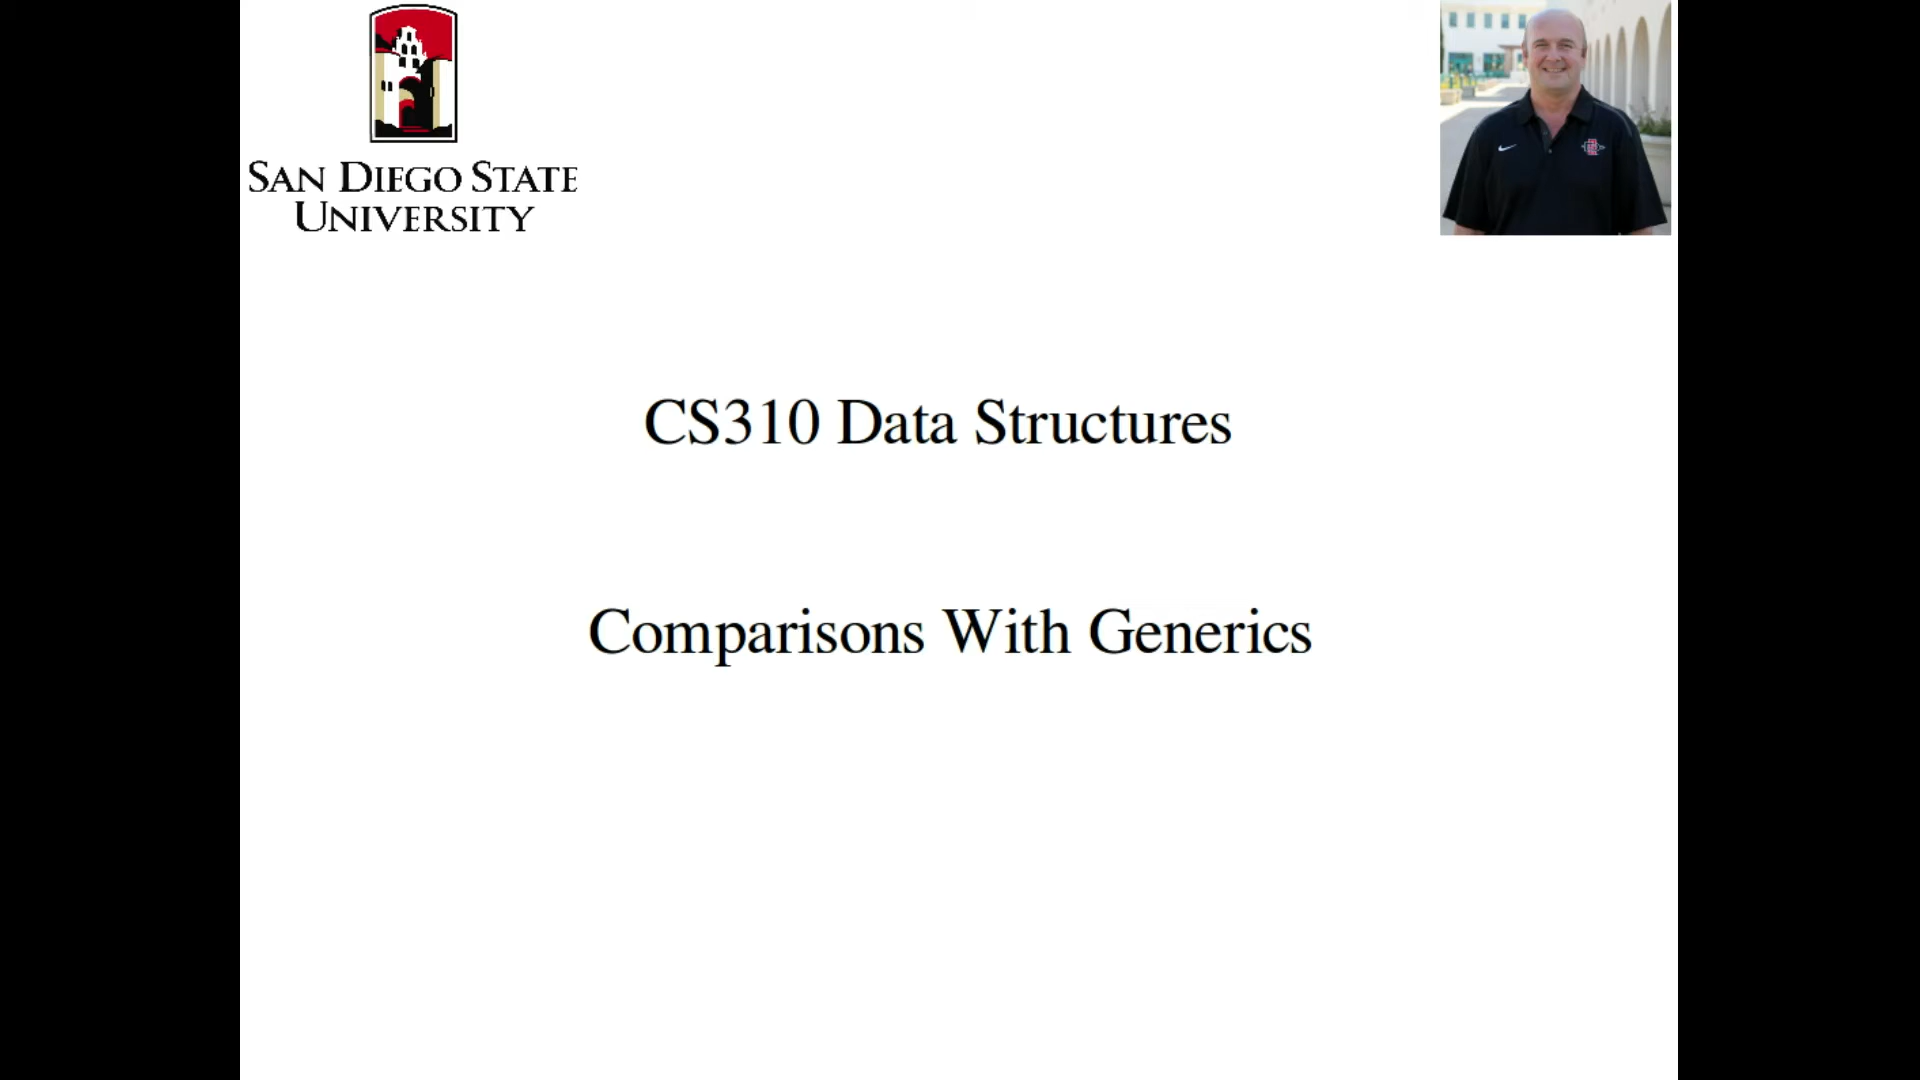 SAN DIEGO STATE
UNIVERSITY
CS310 Data Structures
Comparisons With Generics